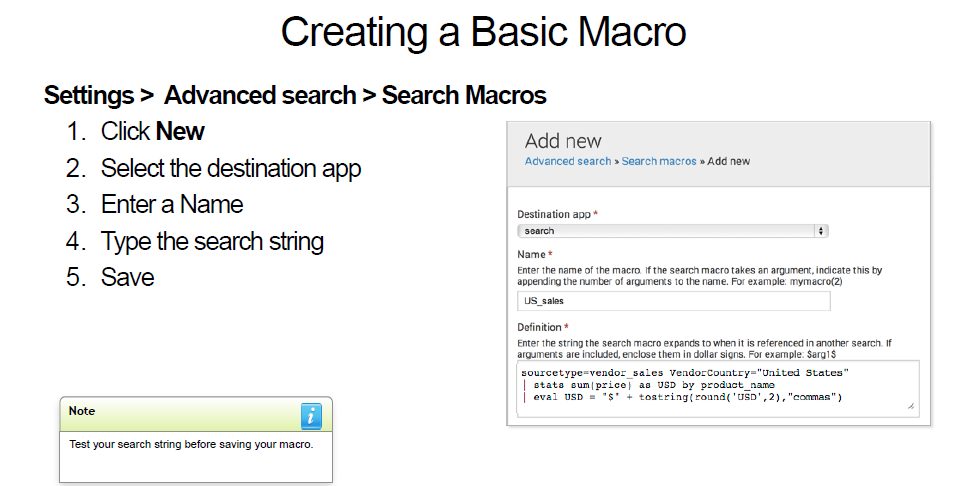 Creating a Basic Macro
Settings > Advanced search > Search Macros
1. Click New
2. Select the destination app
3. Enter a Name
4. Type the search string
5. Save
Add new
Advanced search » Search macros » Add new
Destination app *
search
Name *
Enter the name of the macro. If the search macro takes an argument, indicate this by
appending the number of arguments to the name. For example: mymacro(2)
US_sales
Definition *
Enter the string the search macro expands to when it is referenced in another search. If
arguments are included, enclose them in dollar signs. For example: $arg1$
sourcetype=vendor_sales VendorCountry="United States"
| stats sum(price) as USD by product_name
| eval USD = "$" + tostring(round('USD',2),"commas")
Note
i
Test your search string before saving your macro.